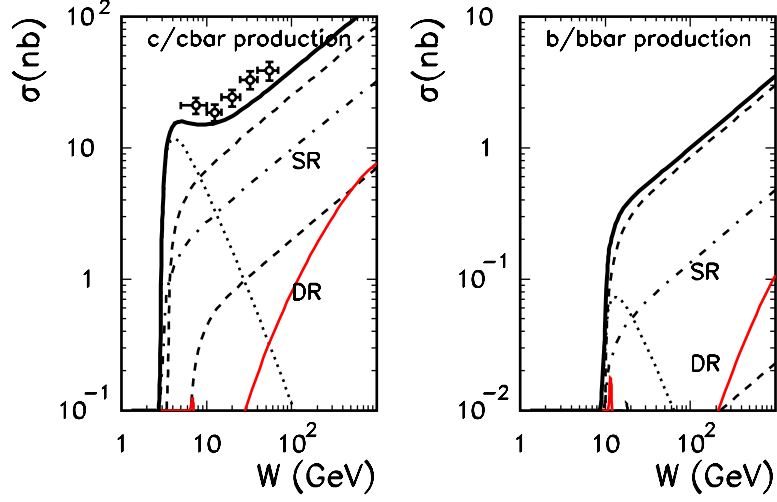 c/cbar production
σ(nb)
10²
10
1
10⁻¹
SR
DR
1
10
10²
W (GeV)
b/bbar production
σ(nb)
10
1
10⁻¹
10⁻²
SR
DR
1
10
10²
W (GeV)